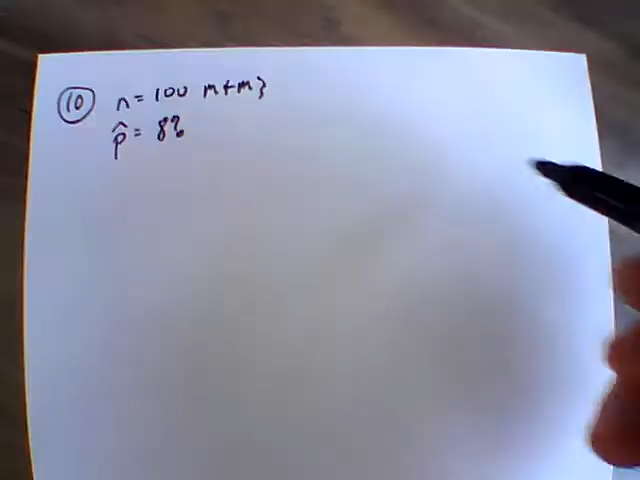 ⑩ n = 100 m+m's
p̂ = 8%